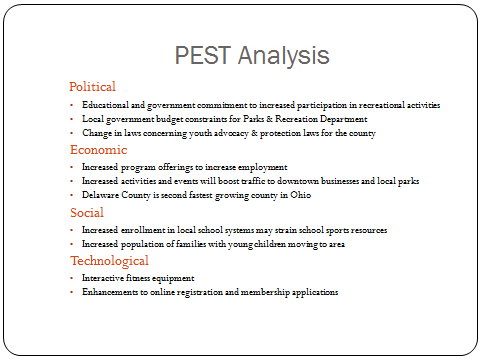 PEST Analysis
Political
• Educational and government commitment to increased participation in recreational activities
• Local government budget constraints for Parks & Recreation Department
• Change in laws concerning youth advocacy & protection laws for the county
Economic
• Increased program offerings to increase employment
• Increased activities and events will boost traffic to downtown businesses and local parks
• Delaware County is second fastest growing county in Ohio
Social
• Increased enrollment in local school systems may strain school sports resources
• Increased population of families with young children moving to area
Technological
• Interactive fitness equipment
• Enhancements to online registration and membership applications